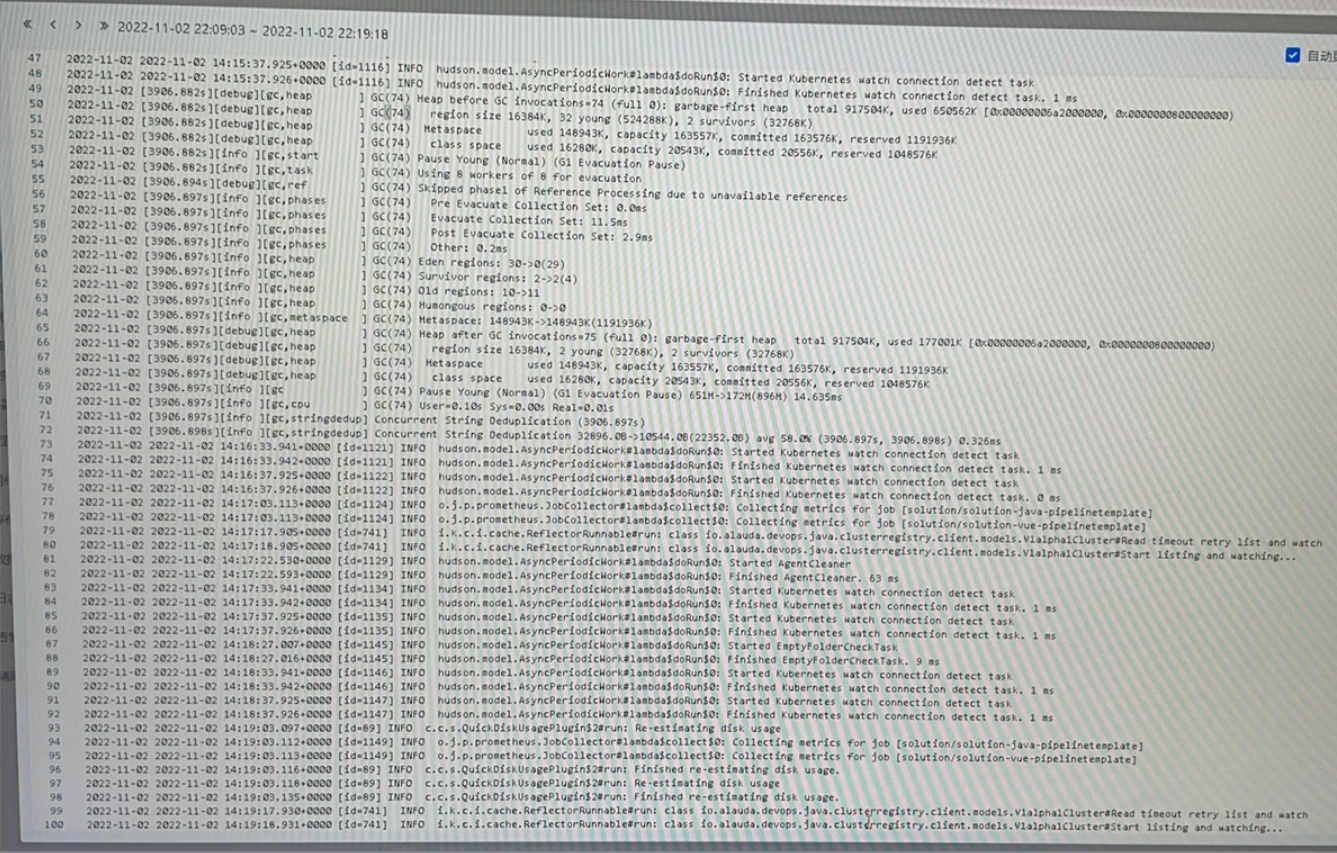 2022-11-02 22:09:03 ~ 2022-11-02 22:19:18
47 2022-11-02 2022-11-02 14:15:37.925+0000 [id=1116] INFO hudson.model.AsyncPeriodicWork#lambda$doRun$0: Started Kubernetes watch connection detect task
48 2022-11-02 2022-11-02 14:15:37.926+0000 [id=1116] INFO hudson.model.AsyncPeriodicWork#lambda$doRun$0: Finished Kubernetes watch connection detect task. 1 ms
49 2022-11-02 [3906.882s][debug][gc,heap ] GC(74) Heap before GC invocations=74 (full 0): garbage-first heap total 917504K, used 650562K [0x00000006a2000000, 0x0000000800000000)
50 2022-11-02 [3906.882s][debug][gc,heap ] GC(74) region size 16384K, 32 young (524288K), 2 survivors (32768K)
51 2022-11-02 [3906.882s][debug][gc,heap ] GC(74) Metaspace used 148943K, capacity 163557K, committed 163576K, reserved 1191936K
52 2022-11-02 [3906.882s][debug][gc,heap ] GC(74) class space used 16280K, capacity 20543K, committed 20556K, reserved 1048576K
53 2022-11-02 [3906.882s][info ][gc,start ] GC(74) Pause Young (Normal) (G1 Evacuation Pause)
54 2022-11-02 [3906.882s][info ][gc,task ] GC(74) Using 8 workers of 8 for evacuation
55 2022-11-02 [3906.894s][debug][gc,ref ] GC(74) Skipped phase1 of Reference Processing due to unavailable references
56 2022-11-02 [3906.897s][info ][gc,phases ] GC(74) Pre Evacuate Collection Set: 0.0ms
57 2022-11-02 [3906.897s][info ][gc,phases ] GC(74) Evacuate Collection Set: 11.5ms
58 2022-11-02 [3906.897s][info ][gc,phases ] GC(74) Post Evacuate Collection Set: 2.9ms
59 2022-11-02 [3906.897s][info ][gc,phases ] GC(74) Other: 0.2ms
60 2022-11-02 [3906.897s][info ][gc,heap ] GC(74) Eden regions: 30->0(29)
61 2022-11-02 [3906.897s][info ][gc,heap ] GC(74) Survivor regions: 2->2(4)
62 2022-11-02 [3906.897s][info ][gc,heap ] GC(74) Old regions: 10->11
63 2022-11-02 [3906.897s][info ][gc,heap ] GC(74) Humongous regions: 0->0
64 2022-11-02 [3906.897s][info ][gc,metaspace ] GC(74) Metaspace: 148943K->148943K(1191936K)
65 2022-11-02 [3906.897s][debug][gc,heap ] GC(74) Heap after GC invocations=75 (full 0): garbage-first heap total 917504K, used 177001K [0x00000006a2000000, 0x0000000800000000)
66 2022-11-02 [3906.897s][debug][gc,heap ] GC(74) region size 16384K, 2 young (32768K), 2 survivors (32768K)
67 2022-11-02 [3906.897s][debug][gc,heap ] GC(74) Metaspace used 148943K, capacity 163557K, committed 163576K, reserved 1191936K
68 2022-11-02 [3906.897s][debug][gc,heap ] GC(74) class space used 16280K, capacity 20543K, committed 20556K, reserved 1048576K
69 2022-11-02 [3906.897s][info ][gc ] GC(74) Pause Young (Normal) (G1 Evacuation Pause) 651M->172M(896M) 14.635ms
70 2022-11-02 [3906.897s][info ][gc,cpu ] GC(74) User=0.10s Sys=0.00s Real=0.01s
71 2022-11-02 [3906.897s][info ][gc,stringdedup] Concurrent String Deduplication (3906.897s)
72 2022-11-02 [3906.898s][info ][gc,stringdedup] Concurrent String Deduplication 32896.0B->10544.0B(22352.0B) avg 58.0% (3906.897s, 3906.898s) 0.326ms
73 2022-11-02 2022-11-02 14:16:33.941+0000 [id=1121] INFO hudson.model.AsyncPeriodicWork#lambda$doRun$0: Started Kubernetes watch connection detect task
74 2022-11-02 2022-11-02 14:16:33.942+0000 [id=1121] INFO hudson.model.AsyncPeriodicWork#lambda$doRun$0: Finished Kubernetes watch connection detect task. 1 ms
75 2022-11-02 2022-11-02 14:16:37.925+0000 [id=1122] INFO hudson.model.AsyncPeriodicWork#lambda$doRun$0: Started Kubernetes watch connection detect task
76 2022-11-02 2022-11-02 14:16:37.926+0000 [id=1122] INFO hudson.model.AsyncPeriodicWork#lambda$doRun$0: Finished Kubernetes watch connection detect task. 0 ms
77 2022-11-02 2022-11-02 14:17:03.113+0000 [id=1124] INFO o.j.p.prometheus.JobCollector#lambda$collect$0: Collecting metrics for job [solution/solution-java-pipelinetemplate]
78 2022-11-02 2022-11-02 14:17:03.113+0000 [id=1124] INFO o.j.p.prometheus.JobCollector#lambda$collect$0: Collecting metrics for job [solution/solution-vue-pipelinetemplate]
79 2022-11-02 2022-11-02 14:17:17.905+0000 [id=741] INFO i.k.c.i.cache.ReflectorRunnable#run: class io.alauda.devops.java.clusterregistry.client.models.V1alpha1Cluster#Read timeout retry list and watch
80 2022-11-02 2022-11-02 14:17:18.905+0000 [id=741] INFO i.k.c.i.cache.ReflectorRunnable#run: class io.alauda.devops.java.clusterregistry.client.models.V1alpha1Cluster#Start listing and watching...
81 2022-11-02 2022-11-02 14:17:22.530+0000 [id=1129] INFO hudson.model.AsyncPeriodicWork#lambda$doRun$0: Started AgentCleaner
82 2022-11-02 2022-11-02 14:17:22.593+0000 [id=1129] INFO hudson.model.AsyncPeriodicWork#lambda$doRun$0: Finished AgentCleaner. 63 ms
83 2022-11-02 2022-11-02 14:17:33.941+0000 [id=1134] INFO hudson.model.AsyncPeriodicWork#lambda$doRun$0: Started Kubernetes watch connection detect task
84 2022-11-02 2022-11-02 14:17:33.942+0000 [id=1134] INFO hudson.model.AsyncPeriodicWork#lambda$doRun$0: Finished Kubernetes watch connection detect task. 1 ms
85 2022-11-02 2022-11-02 14:17:37.925+0000 [id=1135] INFO hudson.model.AsyncPeriodicWork#lambda$doRun$0: Started Kubernetes watch connection detect task
86 2022-11-02 2022-11-02 14:17:37.926+0000 [id=1135] INFO hudson.model.AsyncPeriodicWork#lambda$doRun$0: Finished Kubernetes watch connection detect task. 1 ms
87 2022-11-02 2022-11-02 14:18:27.007+0000 [id=1145] INFO hudson.model.AsyncPeriodicWork#lambda$doRun$0: Started EmptyFolderCheckTask
88 2022-11-02 2022-11-02 14:18:27.016+0000 [id=1145] INFO hudson.model.AsyncPeriodicWork#lambda$doRun$0: Finished EmptyFolderCheckTask. 9 ms
89 2022-11-02 2022-11-02 14:18:33.941+0000 [id=1146] INFO hudson.model.AsyncPeriodicWork#lambda$doRun$0: Started Kubernetes watch connection detect task
90 2022-11-02 2022-11-02 14:18:33.942+0000 [id=1146] INFO hudson.model.AsyncPeriodicWork#lambda$doRun$0: Finished Kubernetes watch connection detect task. 1 ms
91 2022-11-02 2022-11-02 14:18:37.925+0000 [id=1147] INFO hudson.model.AsyncPeriodicWork#lambda$doRun$0: Started Kubernetes watch connection detect task
92 2022-11-02 2022-11-02 14:18:37.926+0000 [id=1147] INFO hudson.model.AsyncPeriodicWork#lambda$doRun$0: Finished Kubernetes watch connection detect task. 1 ms
93 2022-11-02 2022-11-02 14:19:03.097+0000 [id=89] INFO c.c.s.QuickDiskUsagePlugin$2#run: Re-estimating disk usage
94 2022-11-02 2022-11-02 14:19:03.112+0000 [id=1149] INFO o.j.p.prometheus.JobCollector#lambda$collect$0: Collecting metrics for job [solution/solution-java-pipelinetemplate]
95 2022-11-02 2022-11-02 14:19:03.113+0000 [id=1149] INFO o.j.p.prometheus.JobCollector#lambda$collect$0: Collecting metrics for job [solution/solution-vue-pipelinetemplate]
96 2022-11-02 2022-11-02 14:19:03.116+0000 [id=89] INFO c.c.s.QuickDiskUsagePlugin$2#run: Finished re-estimating disk usage.
97 2022-11-02 2022-11-02 14:19:03.118+0000 [id=89] INFO c.c.s.QuickDiskUsagePlugin$2#run: Re-estimating disk usage
98 2022-11-02 2022-11-02 14:19:03.135+0000 [id=89] INFO c.c.s.QuickDiskUsagePlugin$2#run: Finished re-estimating disk usage.
99 2022-11-02 2022-11-02 14:19:17.930+0000 [id=741] INFO i.k.c.i.cache.ReflectorRunnable#run: class io.alauda.devops.java.clusterregistry.client.models.V1alpha1Cluster#Read timeout retry list and watch
100 2022-11-02 2022-11-02 14:19:18.931+0000 [id=741] INFO i.k.c.i.cache.ReflectorRunnable#run: class io.alauda.devops.java.clusterregistry.client.models.V1alpha1Cluster#Start listing and watching...